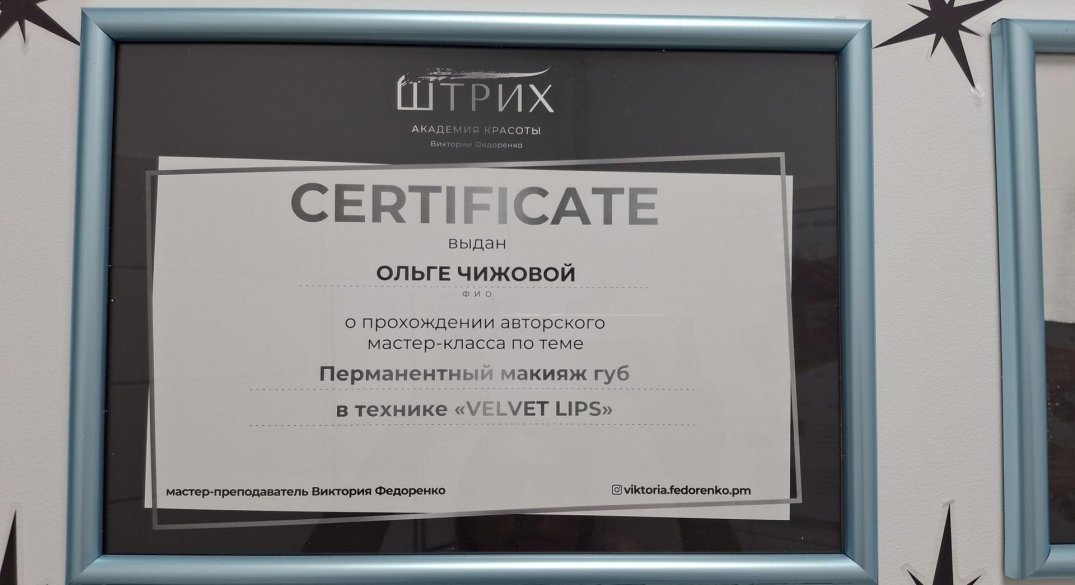 ШТРИХ
АКАДЕМИЯ КРАСОТЫ
Виктории Федоренко
CERTIFICATE
выдан
ОЛЬГЕ ЧИЖОВОЙ
ФИО
о прохождении авторского
мастер-класса по теме
Перманентный макияж губ
в технике «VELVET LIPS»
мастер-преподаватель Виктория Федоренко
viktoria.fedorenko.pm